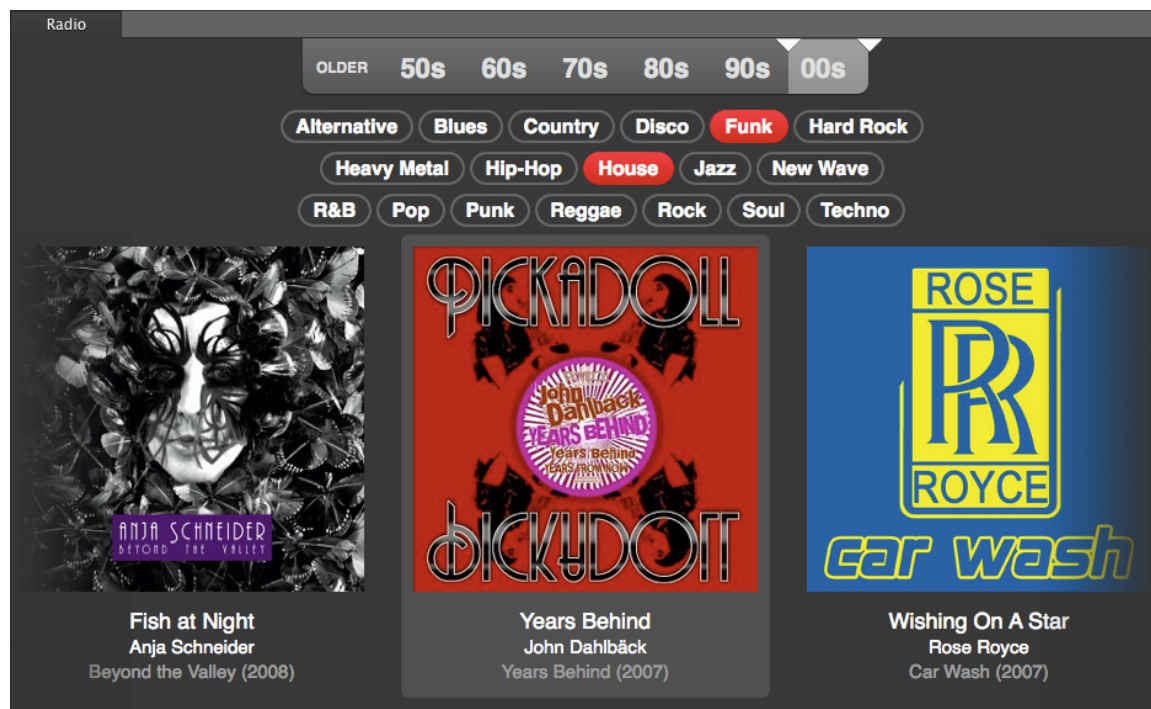 Radio
OLDER 50s 60s 70s 80s 90s 00s
Alternative Blues Country Disco Funk Hard Rock
Heavy Metal Hip-Hop House Jazz New Wave
R&B Pop Punk Reggae Rock Soul Techno
ANJA SCHNEIDER
BEYOND THE VALLEY
Fish at Night
Anja Schneider
Beyond the Valley (2008)
PICKADOLL
John
Dahlback
YEARS BEHIND
Years Behind
YEARS FROM NOW
PICKADOLL
Years Behind
John Dahlbäck
Years Behind (2007)
ROSE
RR
ROYCE
car wash
Wishing On A Star
Rose Royce
Car Wash (2007)